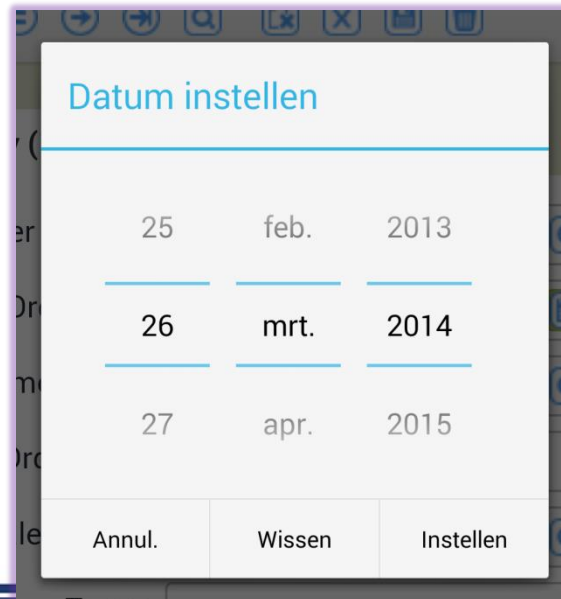 Datum instellen
25 feb. 2013
26 mrt. 2014
27 apr. 2015
Annul. Wissen Instellen